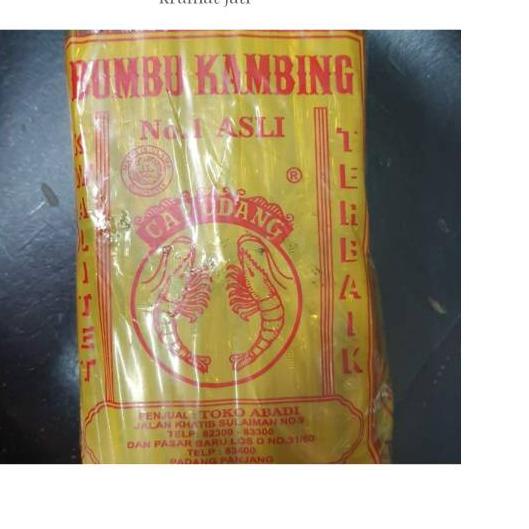 kramat jati
BUMBU KAMBING
No.1 ASLI
KWALITET
TERBAIK
®
CAP UDANG
PENJUAL : TOKO ABADI
JALAN KHATIB SULAIMAN NO.9
TELP: 82300 - 83300
DAN PASAR BARU LOS D NO.31/60
TELP : 83400
PADANG PANJANG